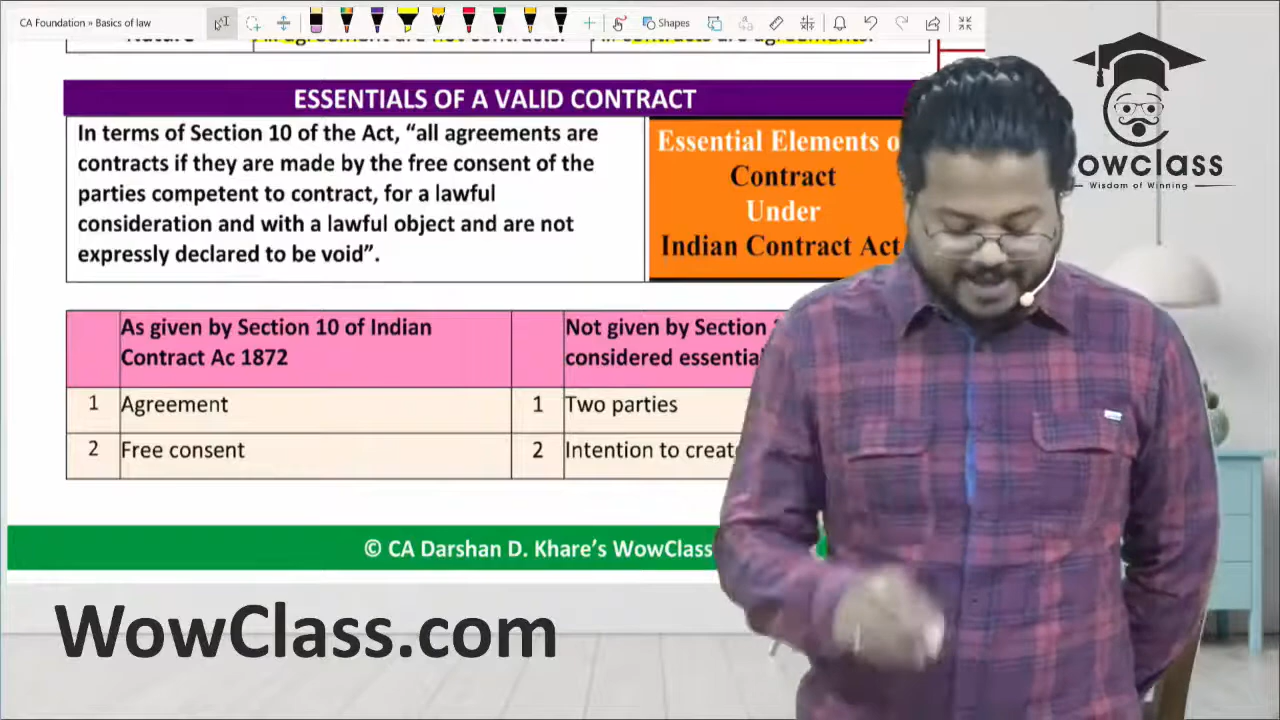 CA Foundation » Basics of law
Shapes
ESSENTIALS OF A VALID CONTRACT
In terms of Section 10 of the Act, “all agreements are
contracts if they are made by the free consent of the
parties competent to contract, for a lawful
consideration and with a lawful object and are not
expressly declared to be void”.
Essential Elements
Contract
Under
Indian Contract Act
As given by Section 10 of Indian
Contract Ac 1872
Not given by Section
considered essential
1 Agreement
1 Two parties
2 Free consent
2 Intention to create
© CA Darshan D. Khare’s WowClass
WowClass.com
owclass
Wisdom of Winning